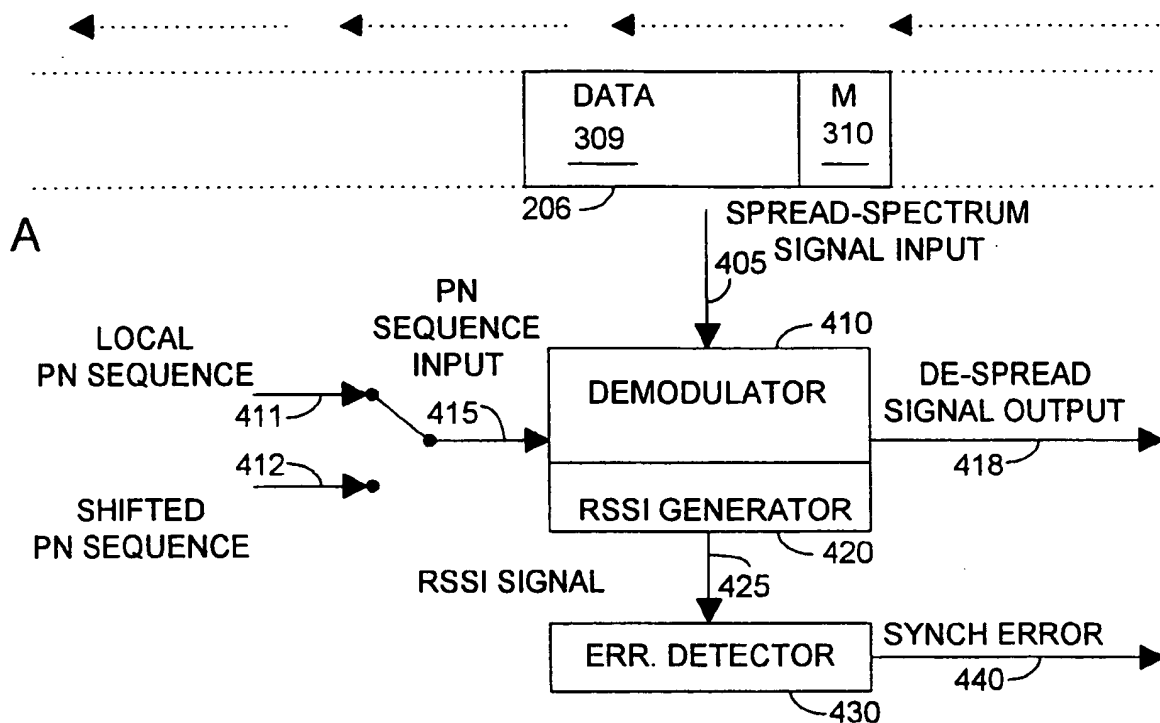 DATA
309
M
310
206
A
SPREAD-SPECTRUM
SIGNAL INPUT
405
LOCAL
PN SEQUENCE
411
412
SHIFTED
PN SEQUENCE
PN
SEQUENCE
INPUT
415
410
DEMODULATOR
DE-SPREAD
SIGNAL OUTPUT
418
RSSI GENERATOR
420
RSSI SIGNAL
425
ERR. DETECTOR
430
SYNCH ERROR
440